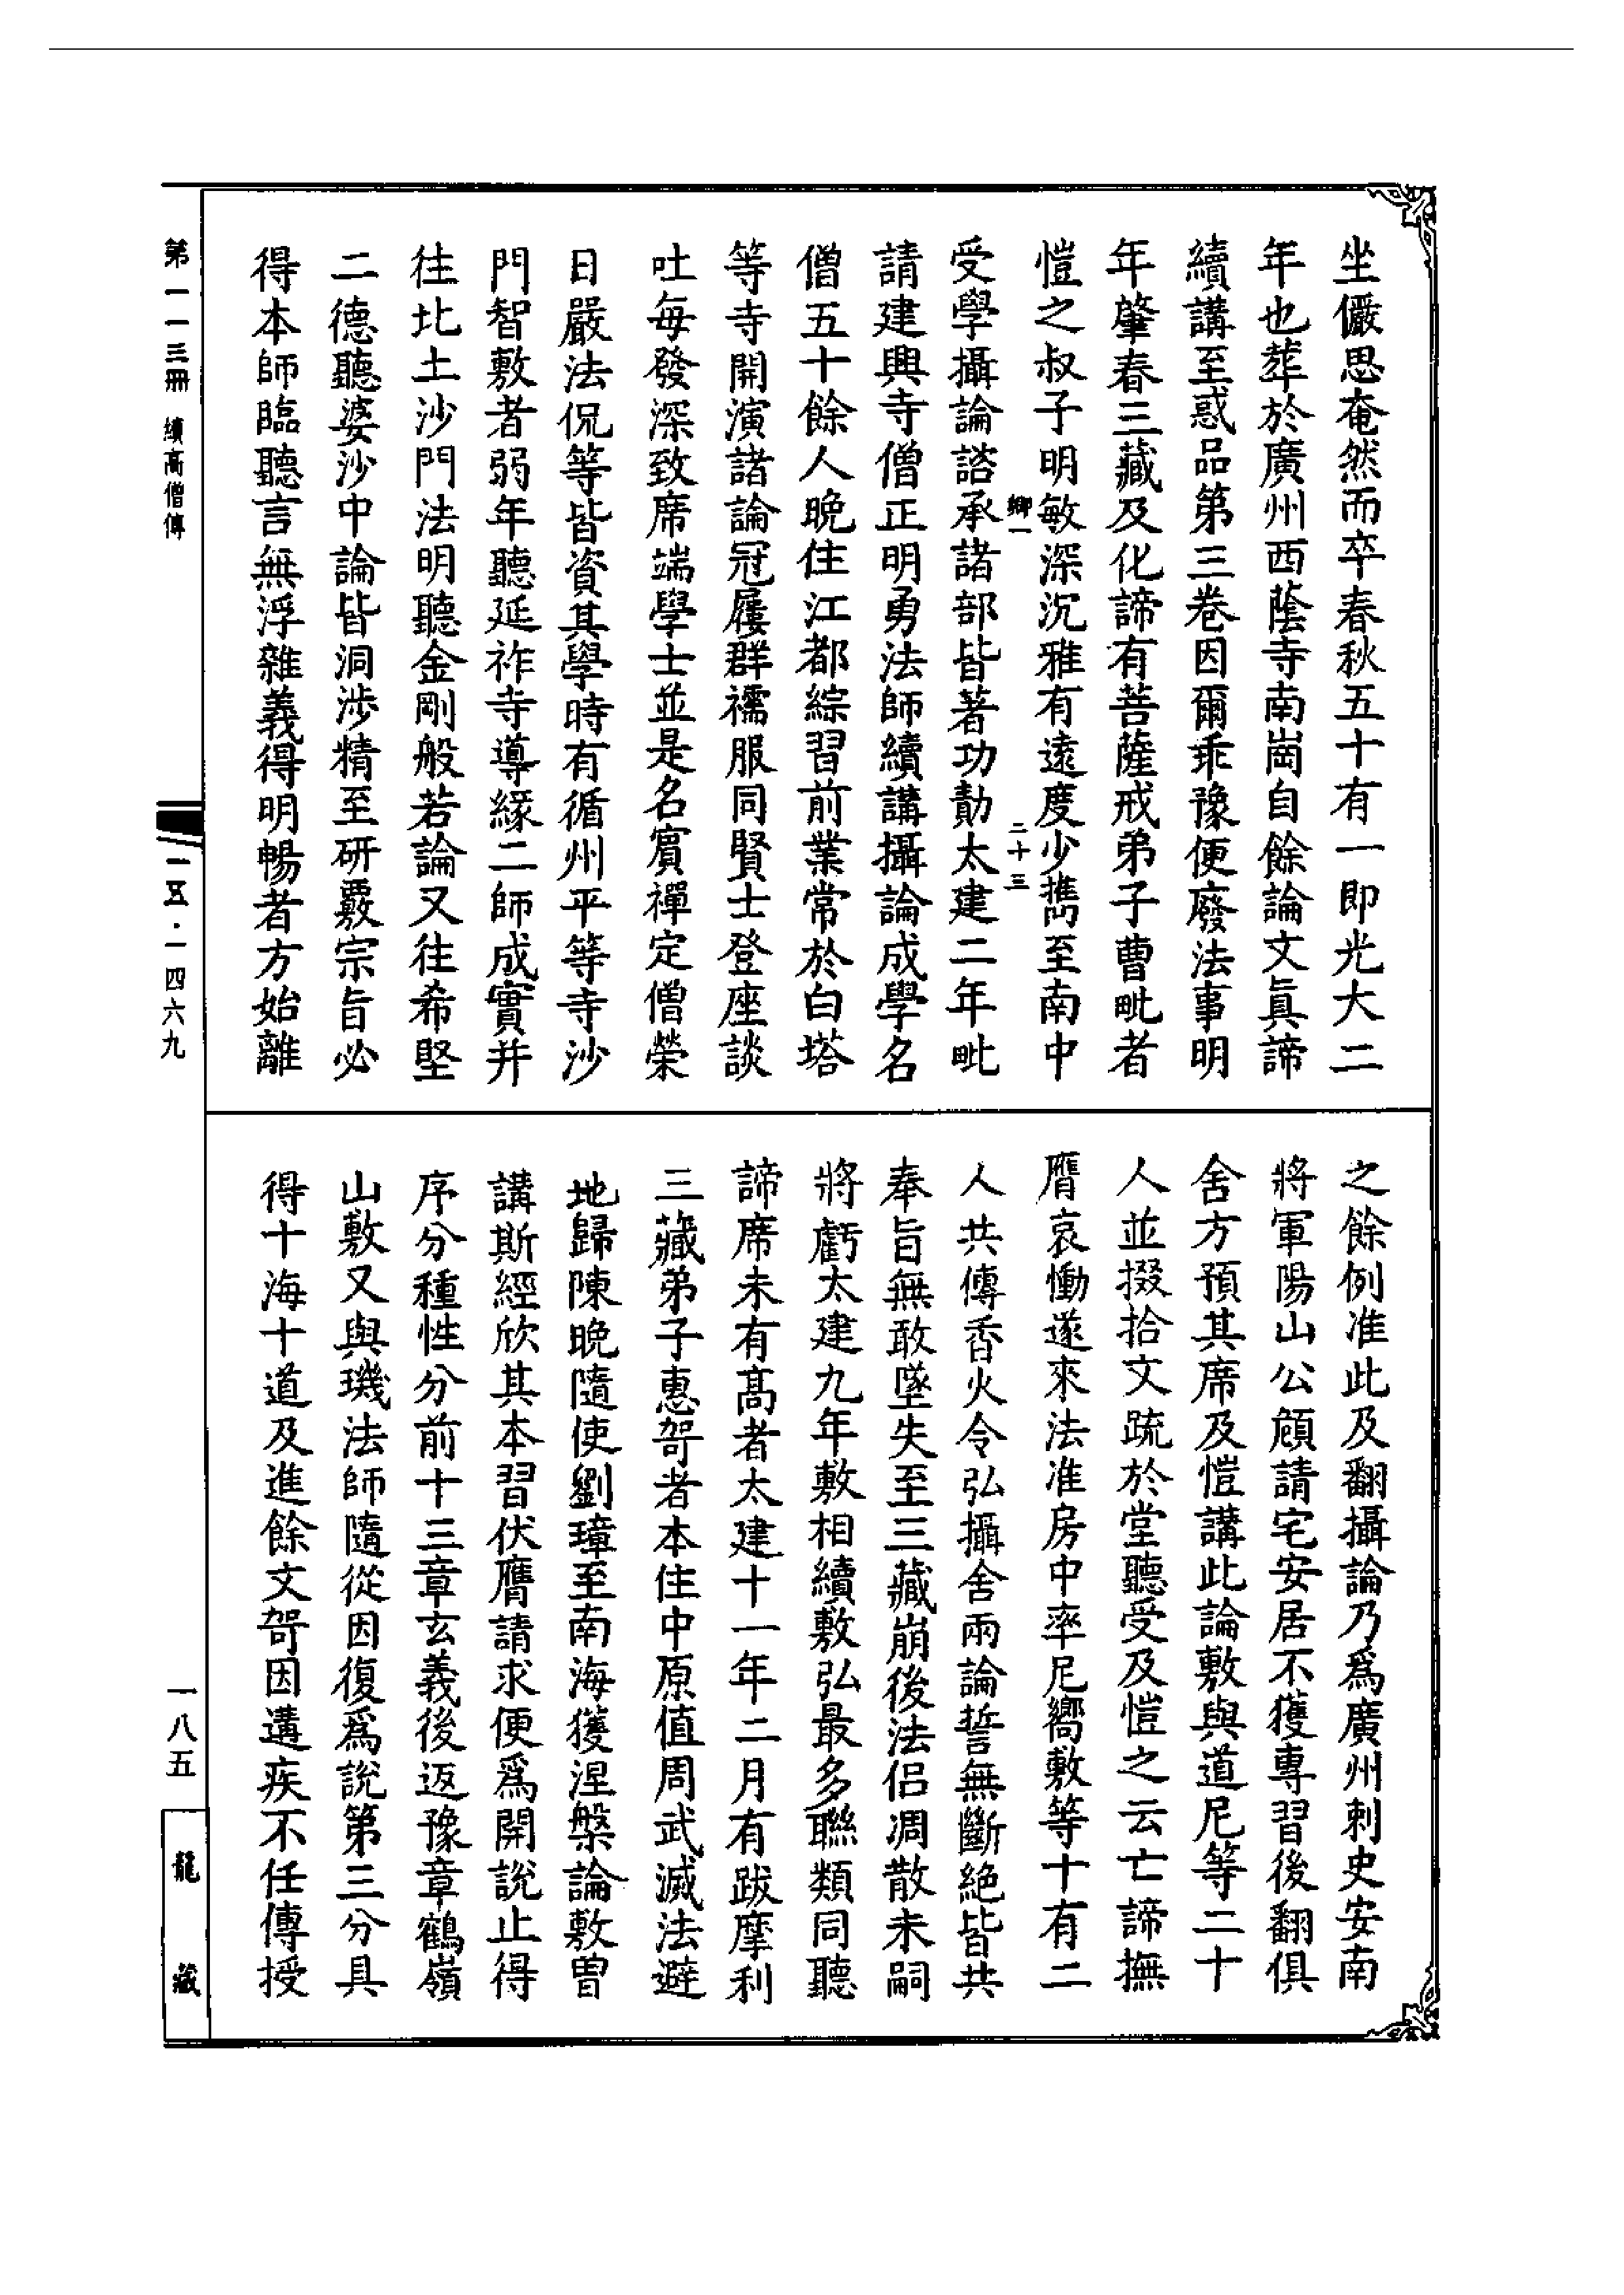 坐儼思奄然而卒春秋五十有一即光大二
年也葬於廣州西蔭寺南崗自餘論文真諦
續講至惑品第三卷因爾乖豫便廢法事明
年肇春三藏及化諦有菩薩戒弟子曹毗者
愷之叔子明敏深沉雅有遠度少攜至南中
鄉一
二十三
受學攝論諮承諸部皆著功勣太建二年毗
請建興寺僧正明勇法師續講攝論成學名
僧五十餘人晚住江都綜習前業常於白塔
等寺開演諸論冠屨群襦服同賢士登座談
吐每發深致席端學士並是名賓禪定僧榮
日嚴法侃等皆資其學時有循州平等寺沙
門智敷者弱年聽延祚寺導緣二師成實并
往北土沙門法明聽金剛般若論又往希堅
二德聽婆沙中論皆洞涉精至研覈宗旨必
得本師臨聽言無浮雜義得明暢者方始離
之餘例准此及翻攝論乃為廣州刺史安南
將軍陽山公頠請宅安居不獲專習後翻俱
舍方預其席及愷講此論敷與道尼等二十
人並掇拾文疏於堂聽受及愷之云亡諦撫
膺哀慟遂來法准房中率尼嚮敷等十有二
人共傳香火令弘攝舍兩論誓無斷絕皆共
奉旨無敢墜失至三藏崩後法侶凋散未嗣
將虧太建九年敷相續敷弘最多聯類同聽
諦席未有高者太建十一年二月有跋摩利
三藏弟子惠哿者本住中原值周武滅法避
地歸陳晚隨使劉璋至南海獲涅槃論敷曾
講斯經欣其本習伏膺請求便為開說止得
序分種性分前十三章玄義後返豫章鶴嶺
山敷又與璣法師隨從因復為說第三分具
得十海十道及進餘文哿因遘疾不任傳授
第一一三冊 續高僧傳
一五·一四六九
一八五
龍藏